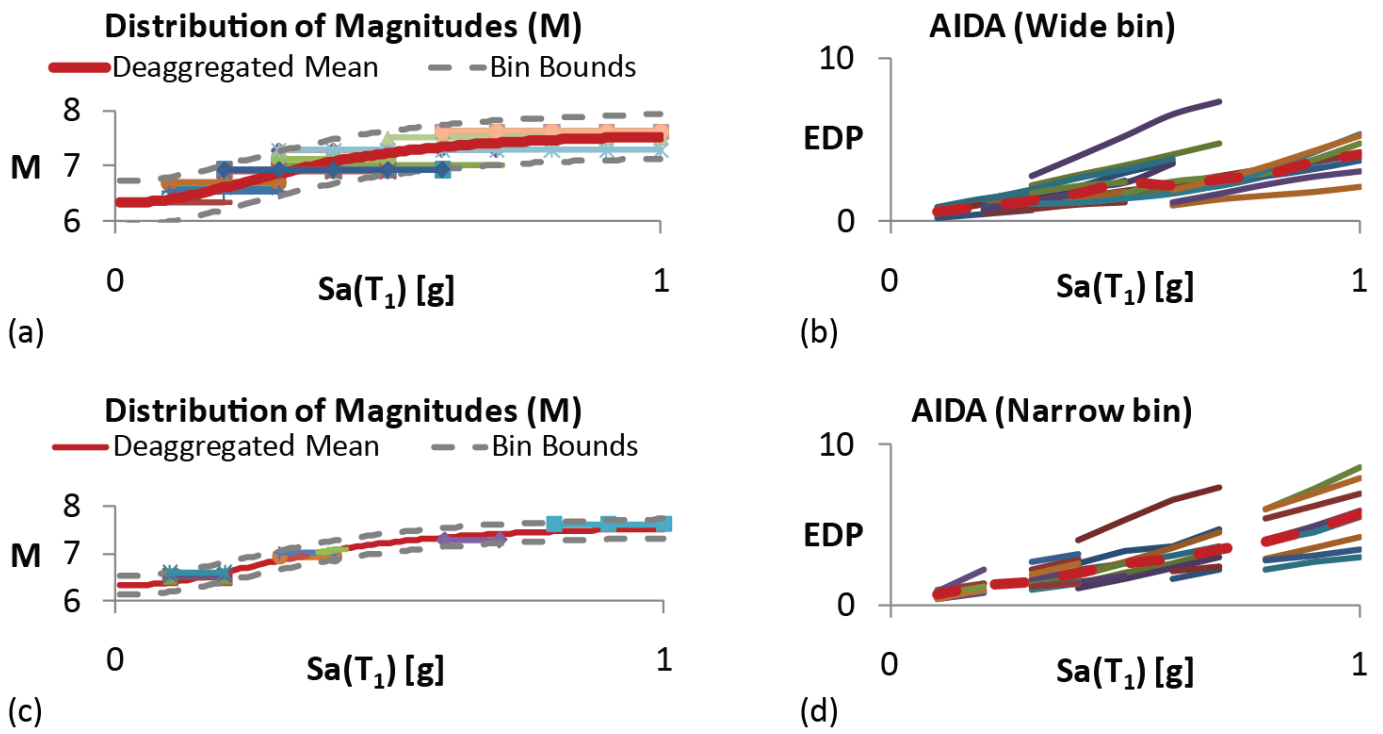 Distribution of Magnitudes (M)
Deaggregated Mean Bin Bounds
8
M 7
6
0 1
Sa(T₁) [g]
(a)
AIDA (Wide bin)
10
EDP
0
0 1
Sa(T₁) [g]
(b)
Distribution of Magnitudes (M)
Deaggregated Mean Bin Bounds
8
M 7
6
0 1
Sa(T₁) [g]
(c)
AIDA (Narrow bin)
10
EDP
0
0 1
Sa(T₁) [g]
(d)